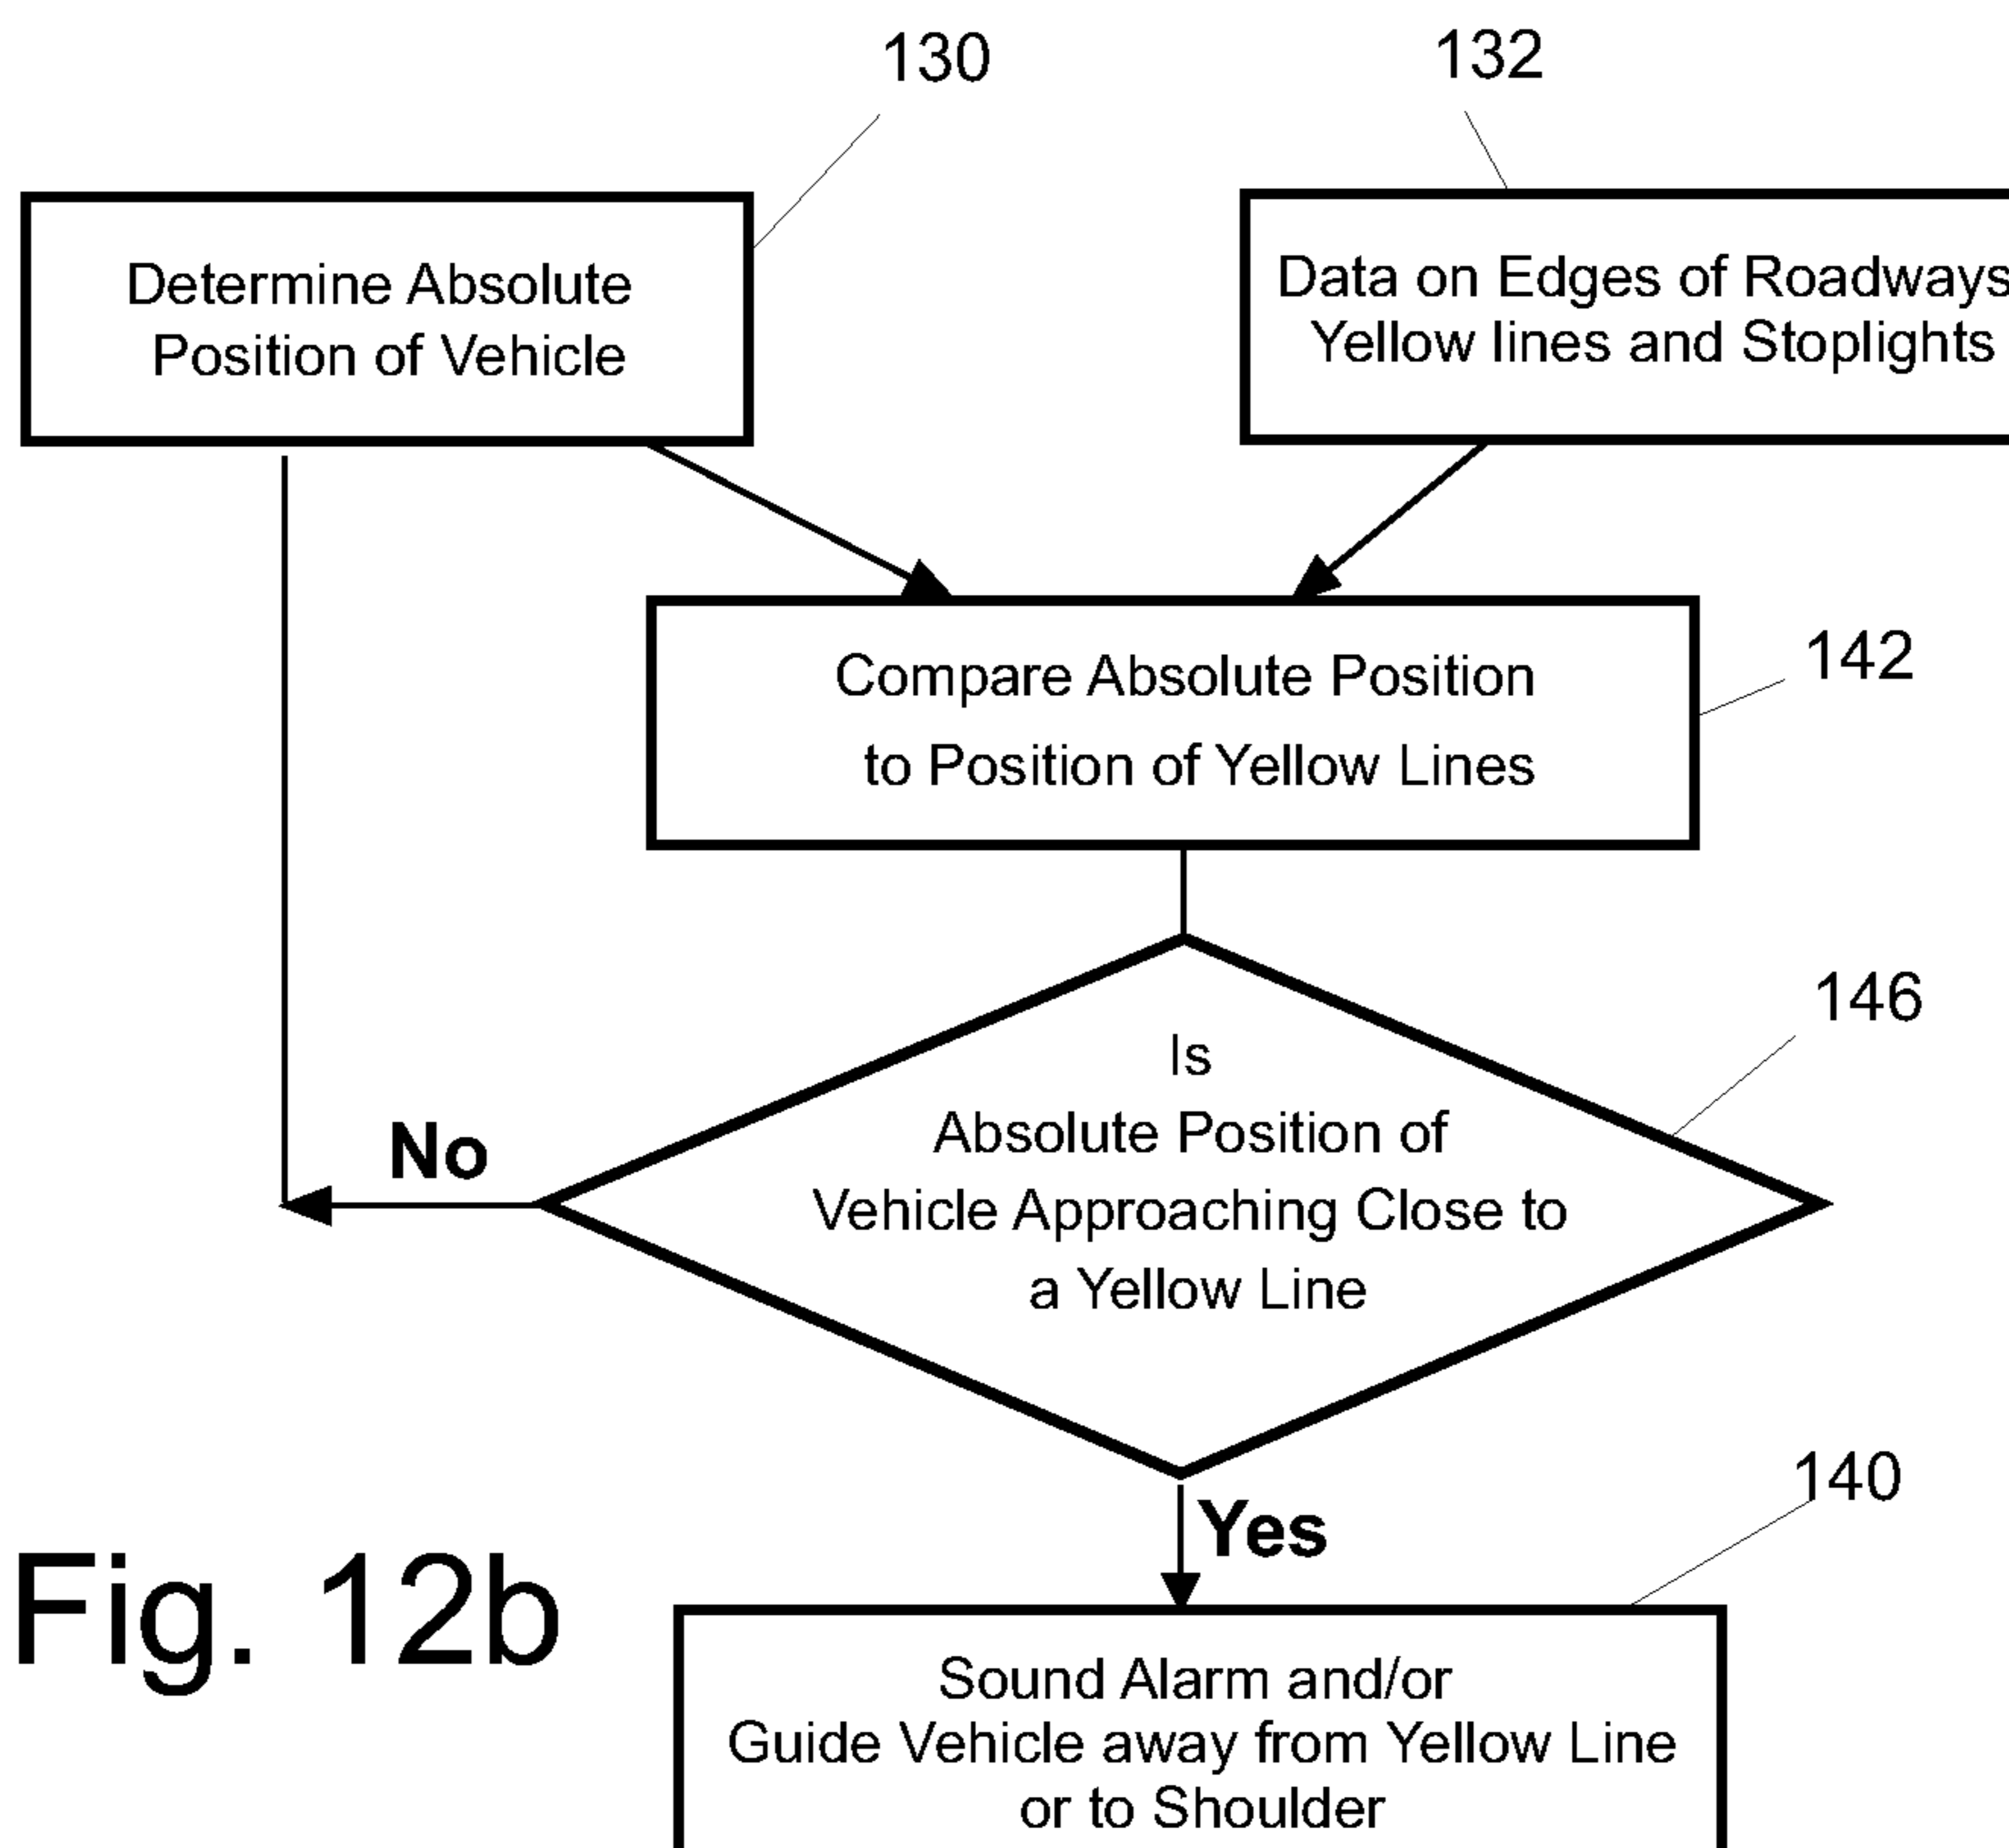 130
132
Determine Absolute
Position of Vehicle
Data on Edges of Roadways
Yellow lines and Stoplights
Compare Absolute Position
to Position of Yellow Lines
142
Is
Absolute Position of
Vehicle Approaching Close to
a Yellow Line
146
No
Yes
140
Sound Alarm and/or
Guide Vehicle away from Yellow Line
or to Shoulder
Fig. 12b